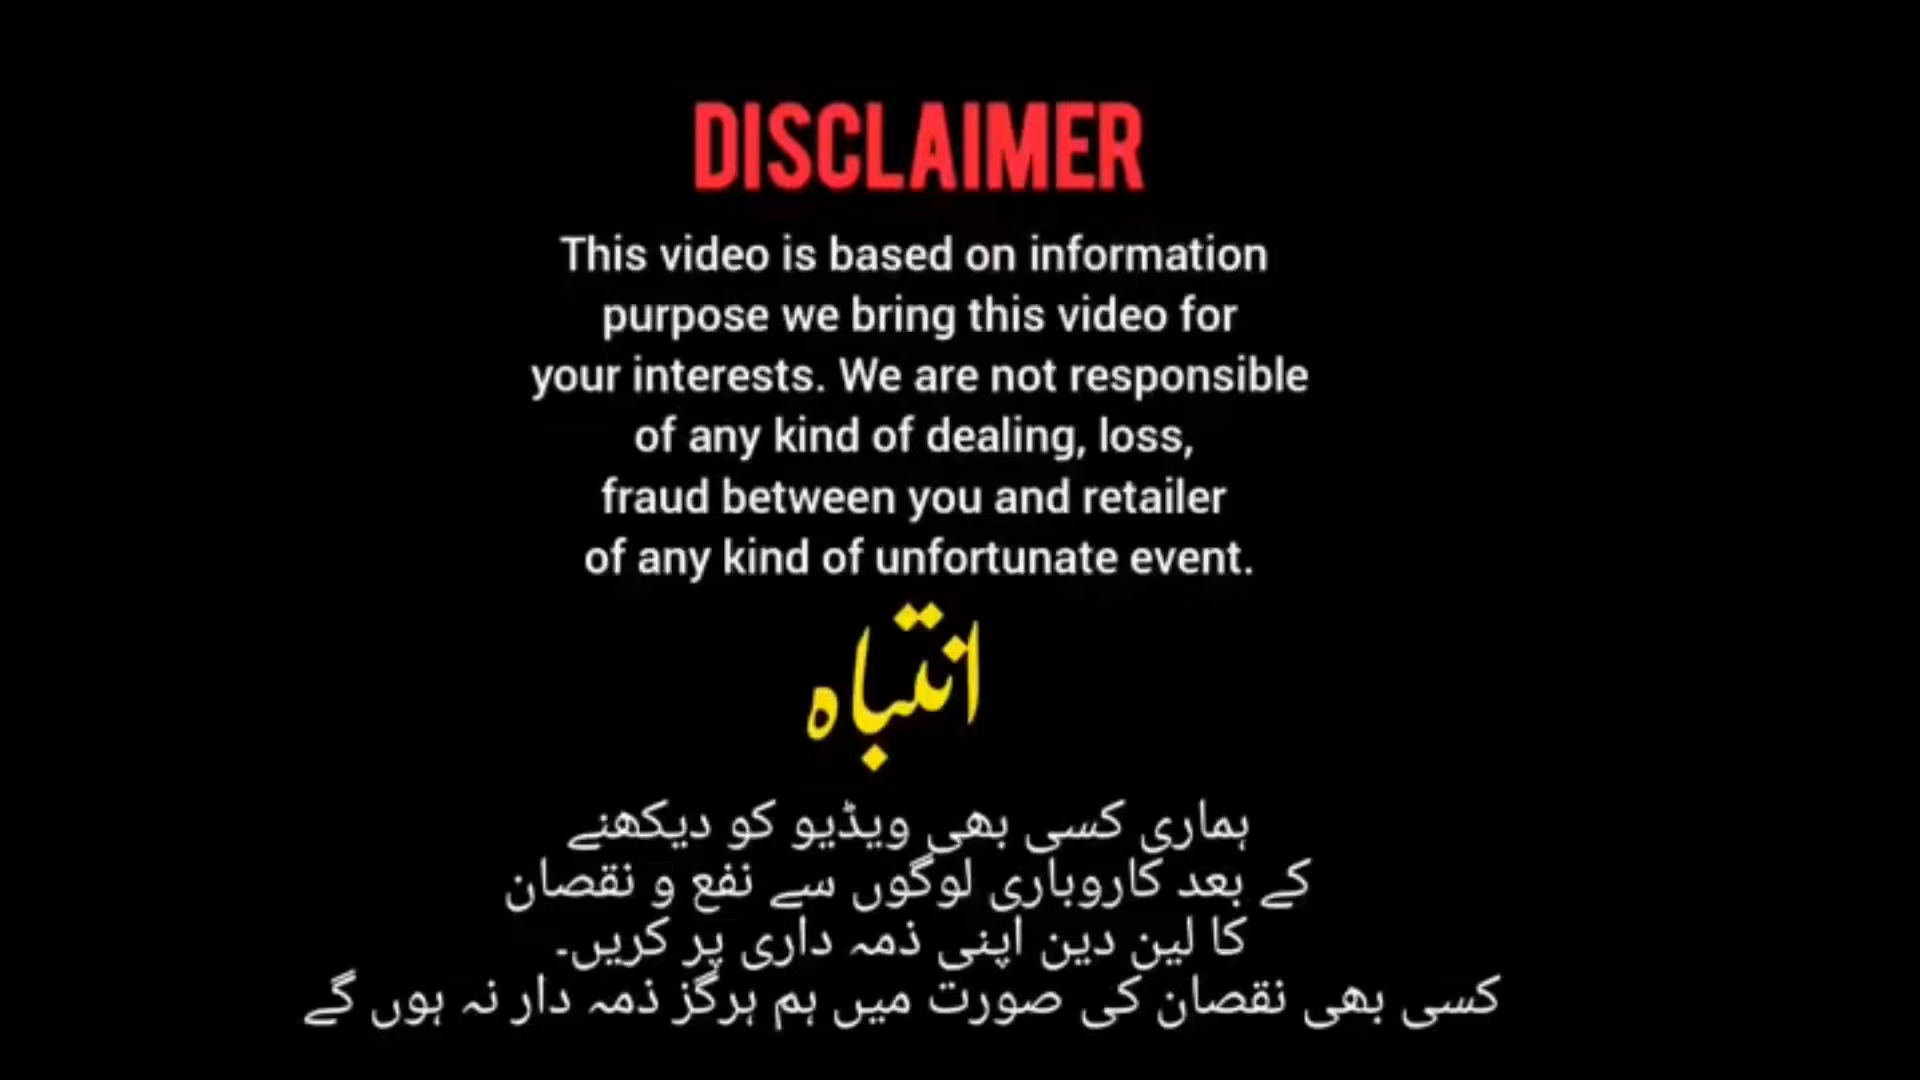 DISCLAIMER
This video is based on information
purpose we bring this video for
your interests. We are not responsible
of any kind of dealing, loss,
fraud between you and retailer
of any kind of unfortunate event.
انتباہ
ہماری کسی بھی ویڈیو کو دیکھنے
کے بعد کاروباری لوگوں سے نفع و نقصان
کا لین دین اپنی ذمہ داری پر کریں۔
کسی بھی نقصان کی صورت میں ہم ہرگز ذمہ دار نہ ہوں گے